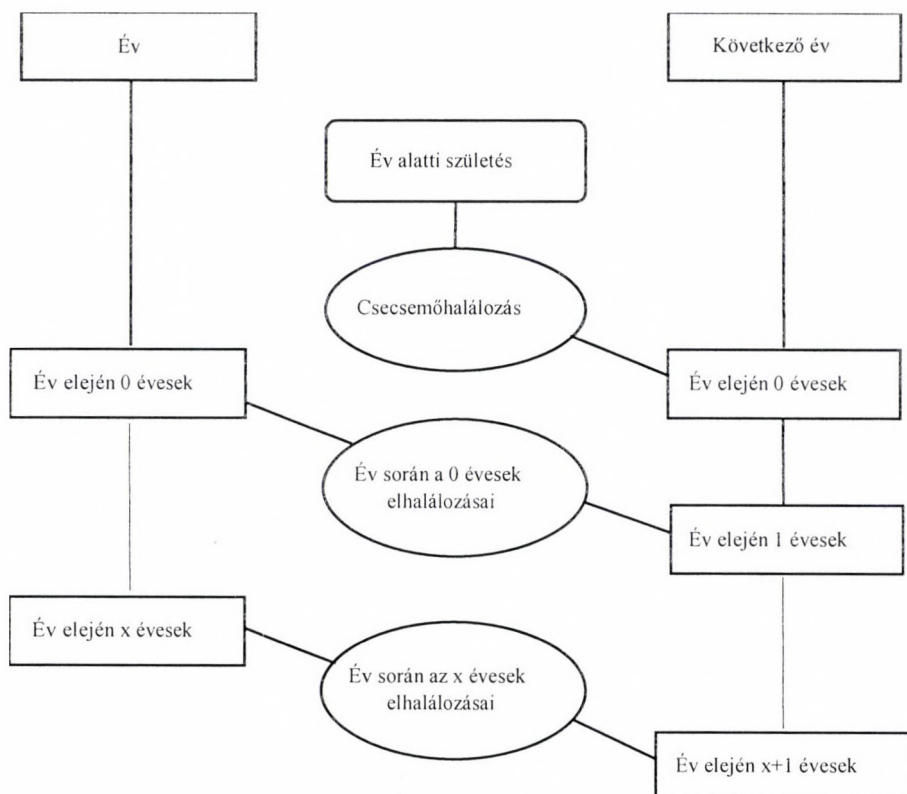 Év
Következő év
Év alatti születés
Csecsemőhalálozás
Év elején 0 évesek
Év elején 0 évesek
Év során a 0 évesek
elhalálozásai
Év elején 1 évesek
Év elején x évesek
Év során az x évesek
elhalálozásai
Év elején x+1 évesek